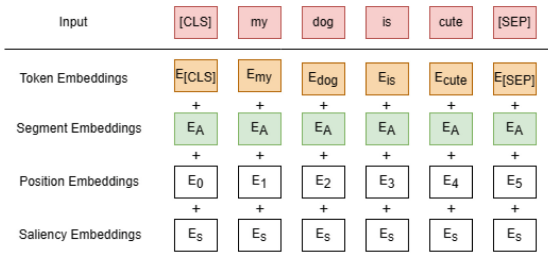 Input [CLS] my dog is cute [SEP]
Token Embeddings E[CLS] Emy Edog Eis Ecute E[SEP]
+ + + + + +
Segment Embeddings EA EA EA EA EA EA
+ + + + + +
Position Embeddings E0 E1 E2 E3 E4 E5
+ + + + + +
Saliency Embeddings ES ES ES ES ES ES